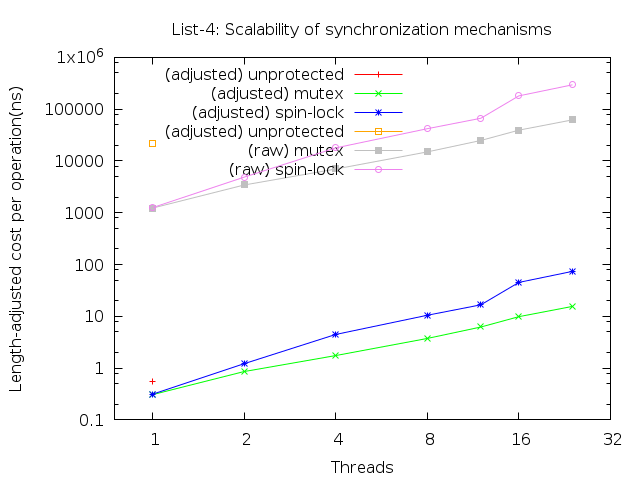 List-4: Scalability of synchronization mechanisms
Length-adjusted cost per operation(ns)
1x10^6
100000
10000
1000
100
10
1
0.1
(adjusted) unprotected
(adjusted) mutex
(adjusted) spin-lock
(adjusted) unprotected
(raw) mutex
(raw) spin-lock
1 2 4 8 16 32
Threads